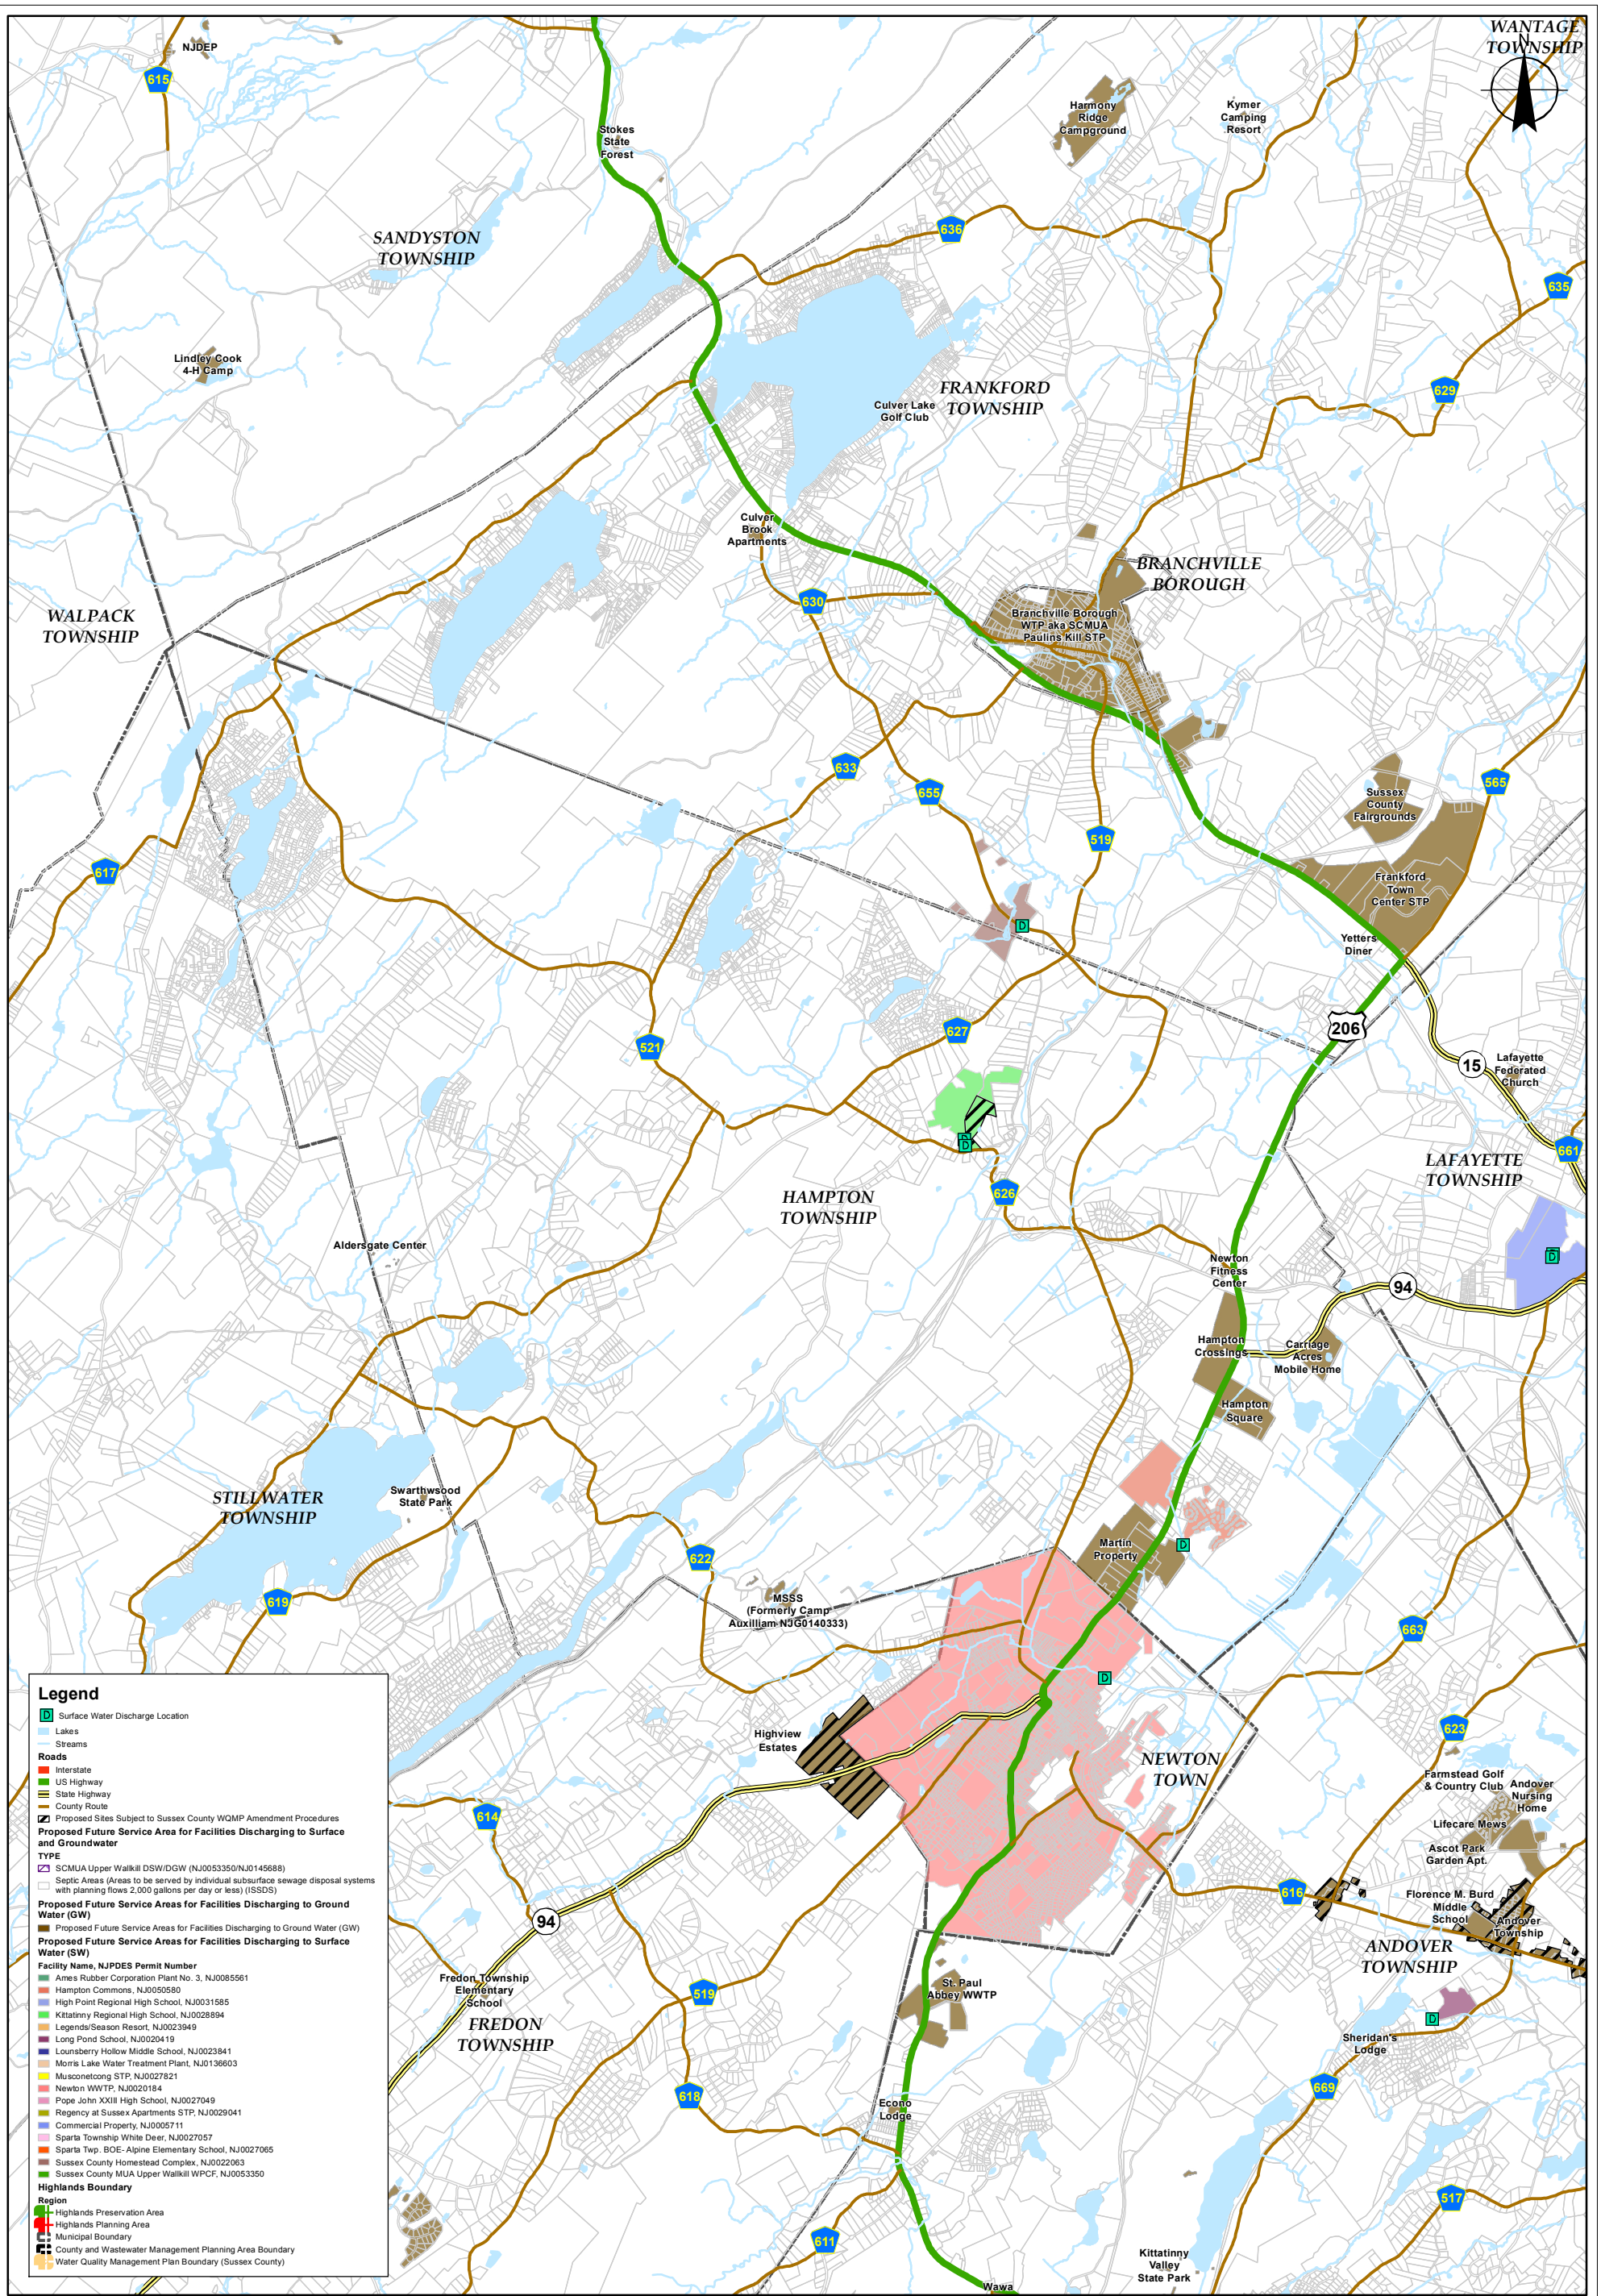 WANTAGE
TOWNSHIP
N
NJDEP
615
Harmony
Ridge
Campground
Kymer
Camping
Resort
Stokes
State
Forest
636
SANDYSTON
TOWNSHIP
635
Lindley Cook
4-H Camp
FRANKFORD
TOWNSHIP
629
Culver Lake
Golf Club
Culver
Brook
Apartments
BRANCHVILLE
BOROUGH
630
WALPACK
TOWNSHIP
Branchville Borough
WTP aka SCMUA
Paulins Kill STP
633
655
565
Sussex
County
Fairgrounds
519
617
Frankford
Town
Center STP
D
Yetters
Diner
206
627
521
15
Lafayette
Federated
Church
D
D
661
LAFAYETTE
TOWNSHIP
626
HAMPTON
TOWNSHIP
Aldersgate Center
D
Newton
Fitness
Center
94
Hampton
Crossings
Carriage
Acres
Mobile Home
Hampton
Square
Swarthwsood
State Park
STILLWATER
TOWNSHIP
Martin
Property
D
622
619
MSSS
(Formerly Camp
Auxilliam NJG0140333)
663
D
623
Highview
Estates
NEWTON
TOWN
Farmstead Golf
& Country Club
Andover
Nursing
Home
614
Lifecare Mews
Ascot Park
Garden Apt.
616
Florence M. Burd
Middle
School
Andover
Township
94
ANDOVER
TOWNSHIP
Fredon Township
Elementary
School
519
St. Paul
Abbey WWTP
D
FREDON
TOWNSHIP
Sheridan's
Lodge
669
618
Econo
Lodge
517
611
Kittatinny
Valley
State Park
Wawa
Legend
D Surface Water Discharge Location
Lakes
Streams
Roads
Interstate
US Highway
State Highway
County Route
Proposed Sites Subject to Sussex County WQMP Amendment Procedures
Proposed Future Service Area for Facilities Discharging to Surface
and Groundwater
TYPE
SCMUA Upper Wallkill DSW/DGW (NJ0053350/NJ0145688)
Septic Areas (Areas to be served by individual subsurface sewage disposal systems
with planning flows 2,000 gallons per day or less) (ISSDS)
Proposed Future Service Areas for Facilities Discharging to Ground
Water (GW)
Proposed Future Service Areas for Facilities Discharging to Ground Water (GW)
Proposed Future Service Areas for Facilities Discharging to Surface
Water (SW)
Facility Name, NJPDES Permit Number
Ames Rubber Corporation Plant No. 3, NJ0085561
Hampton Commons, NJ0050580
High Point Regional High School, NJ0031585
Kittatinny Regional High School, NJ0028894
Legends/Season Resort, NJ0023949
Long Pond School, NJ0020419
Lounsberry Hollow Middle School, NJ0023841
Morris Lake Water Treatment Plant, NJ0136603
Musconetcong STP, NJ0027821
Newton WWTP, NJ0020184
Pope John XXIII High School, NJ0027049
Regency at Sussex Apartments STP, NJ0029041
Commercial Property, NJ0005711
Sparta Township White Deer, NJ0027057
Sparta Twp. BOE- Alpine Elementary School, NJ0027065
Sussex County Homestead Complex, NJ0022063
Sussex County MUA Upper Wallkill WPCF, NJ0053350
Highlands Boundary
Region
Highlands Preservation Area
Highlands Planning Area
Municipal Boundary
County and Wastewater Management Planning Area Boundary
Water Quality Management Plan Boundary (Sussex County)